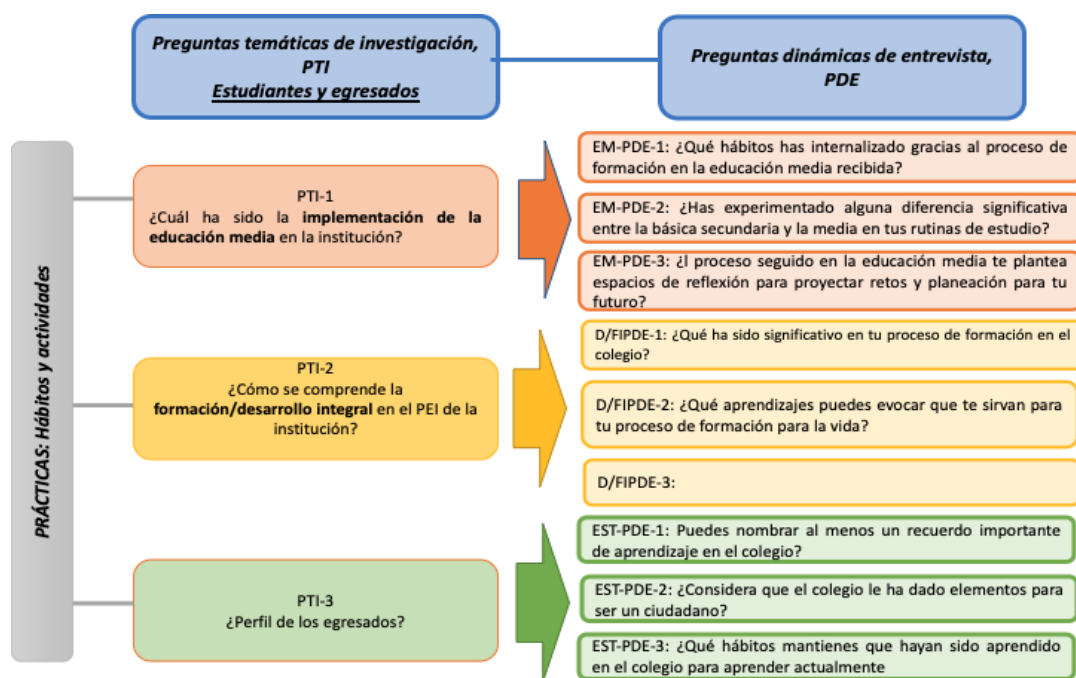 Preguntas temáticas de investigación,
PTI
Estudiantes y egresados
Preguntas dinámicas de entrevista,
PDE
PRÁCTICAS: Hábitos y actividades
PTI-1
¿Cuál ha sido la implementación de la
educación media en la institución?
EM-PDE-1: ¿Qué hábitos has internalizado gracias al proceso de
formación en la educación media recibida?
EM-PDE-2: ¿Has experimentado alguna diferencia significativa
entre la básica secundaria y la media en tus rutinas de estudio?
EM-PDE-3: ¿l proceso seguido en la educación media te plantea
espacios de reflexión para proyectar retos y planeación para tu
futuro?
PTI-2
¿Cómo se comprende la
formación/desarrollo integral en el PEI de la
institución?
D/FIPDE-1: ¿Qué ha sido significativo en tu proceso de formación en el
colegio?
D/FIPDE-2: ¿Qué aprendizajes puedes evocar que te sirvan para
tu proceso de formación para la vida?
D/FIPDE-3:
PTI-3
¿Perfil de los egresados?
EST-PDE-1: Puedes nombrar al menos un recuerdo importante
de aprendizaje en el colegio?
EST-PDE-2: ¿Considera que el colegio le ha dado elementos para
ser un ciudadano?
EST-PDE-3: ¿Qué hábitos mantienes que hayan sido aprendido
en el colegio para aprender actualmente